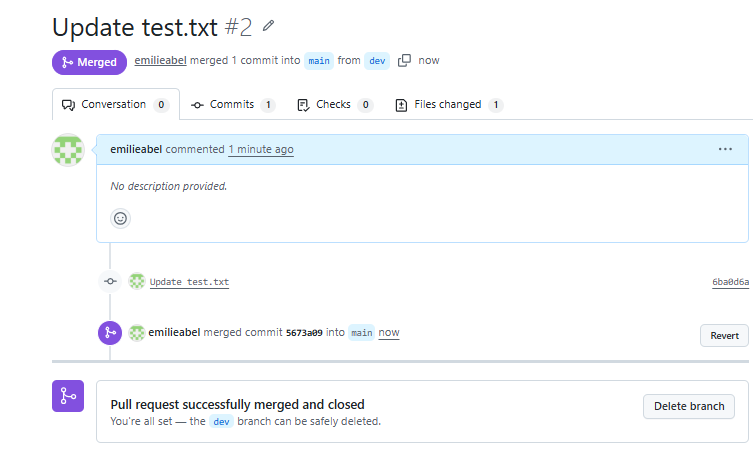 Update test.txt #2
Merged emilieabel merged 1 commit into main from dev now
Conversation 0 Commits 1 Checks 0 Files changed 1
emilieabel commented 1 minute ago ...
No description provided.
Update test.txt 6ba0d6a
emilieabel merged commit 5673a09 into main now
Revert
Pull request successfully merged and closed
You're all set — the dev branch can be safely deleted.
Delete branch